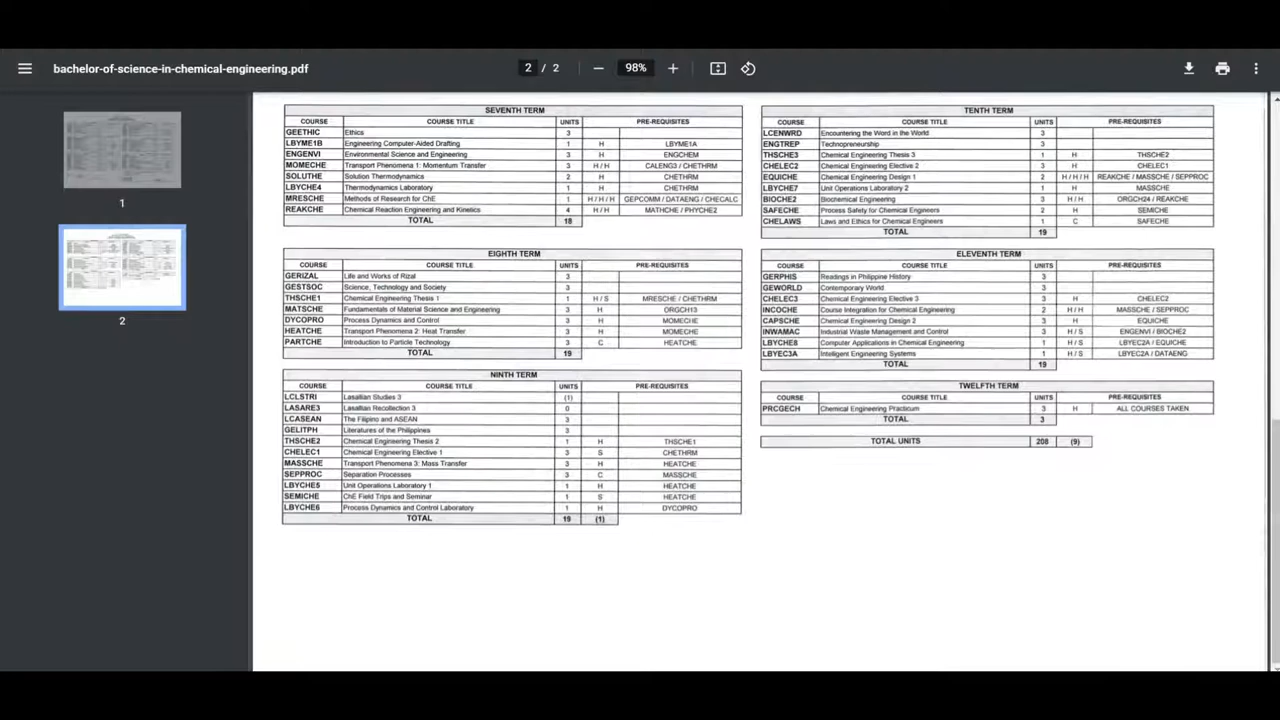 bachelor-of-science-in-chemical-engineering.pdf
2 / 2
98%
1
2
SEVENTH TERM
COURSE COURSE TITLE UNITS PRE-REQUISITES
GEETHIC Ethics 3
LBYME1B Engineering Computer-Aided Drafting 1 H LBYME1A
ENGENVI Environmental Science and Engineering 3 H ENGCHEM
MOMECHE Transport Phenomena 1: Momentum Transfer 3 H / H CALENG3 / CHETHRM
SOLUTHE Solution Thermodynamics 2 H CHETHRM
LBYCHE4 Thermodynamics Laboratory 1 H CHETHRM
MRESCHE Methods of Research for ChE 1 H / H / H GEPCOMM / DATAENG / CHECALC
REAKCHE Chemical Reaction Engineering and Kinetics 4 H / H MATHCHE / PHYCHE2
TOTAL 18
EIGHTH TERM
COURSE COURSE TITLE UNITS PRE-REQUISITES
GERIZAL Life and Works of Rizal 3
GESTSOC Science, Technology and Society 3
THSCHE1 Chemical Engineering Thesis 1 1 H / S MRESCHE / CHETHRM
MATSCHE Fundamentals of Material Science and Engineering 3 H ORGCH13
DYCOPRO Process Dynamics and Control 3 H MOMECHE
HEATCHE Transport Phenomena 2: Heat Transfer 3 H MOMECHE
PARTCHE Introduction to Particle Technology 3 C HEATCHE
TOTAL 19
NINTH TERM
COURSE COURSE TITLE UNITS PRE-REQUISITES
LCLSTRI Lasallian Studies 3 (1)
LASARE3 Lasallian Recollection 3 0
LCASEAN The Filipino and ASEAN 3
GELITPH Literatures of the Philippines 3
THSCHE2 Chemical Engineering Thesis 2 1 H THSCHE1
CHELEC1 Chemical Engineering Elective 1 3 S CHETHRM
MASSCHE Transport Phenomena 3: Mass Transfer 3 H HEATCHE
SEPPROC Separation Processes 3 C MASSCHE
LBYCHE5 Unit Operations Laboratory 1 1 H HEATCHE
SEMICHE ChE Field Trips and Seminar 1 S HEATCHE
LBYCHE6 Process Dynamics and Control Laboratory 1 H DYCOPRO
TOTAL 19 (1)
TENTH TERM
COURSE COURSE TITLE UNITS PRE-REQUISITES
LCENWRD Encountering the Word in the World 3
ENGTREP Technopreneurship 3
THSCHE3 Chemical Engineering Thesis 3 1 H THSCHE2
CHELEC2 Chemical Engineering Elective 2 3 H CHELEC1
EQUICHE Chemical Engineering Design 1 2 H / H / H REAKCHE / MASSCHE / SEPPROC
LBYCHE7 Unit Operations Laboratory 2 1 H MASSCHE
BIOCHE2 Biochemical Engineering 3 H / H ORGCH24 / REAKCHE
SAFECHE Process Safety for Chemical Engineers 2 H SEMICHE
CHELAWS Laws and Ethics for Chemical Engineers 1 C SAFECHE
TOTAL 19
ELEVENTH TERM
COURSE COURSE TITLE UNITS PRE-REQUISITES
GERPHIS Readings in Philippine History 3
GEWORLD Contemporary World 3
CHELEC3 Chemical Engineering Elective 3 3 H CHELEC2
INCOCHE Course Integration for Chemical Engineering 2 H / H MASSCHE / SEPPROC
CAPSCHE Chemical Engineering Design 2 3 H EQUICHE
INWAMAC Industrial Waste Management and Control 3 H / S ENGENVI / BIOCHE2
LBYCHE8 Computer Applications in Chemical Engineering 1 H / S LBYEC2A / EQUICHE
LBYEC3A Intelligent Engineering Systems 1 H / S LBYEC2A / DATAENG
TOTAL 19
TWELFTH TERM
COURSE COURSE TITLE UNITS PRE-REQUISITES
PRCGECH Chemical Engineering Practicum 3 H ALL COURSES TAKEN
TOTAL 3
TOTAL UNITS 208 (9)